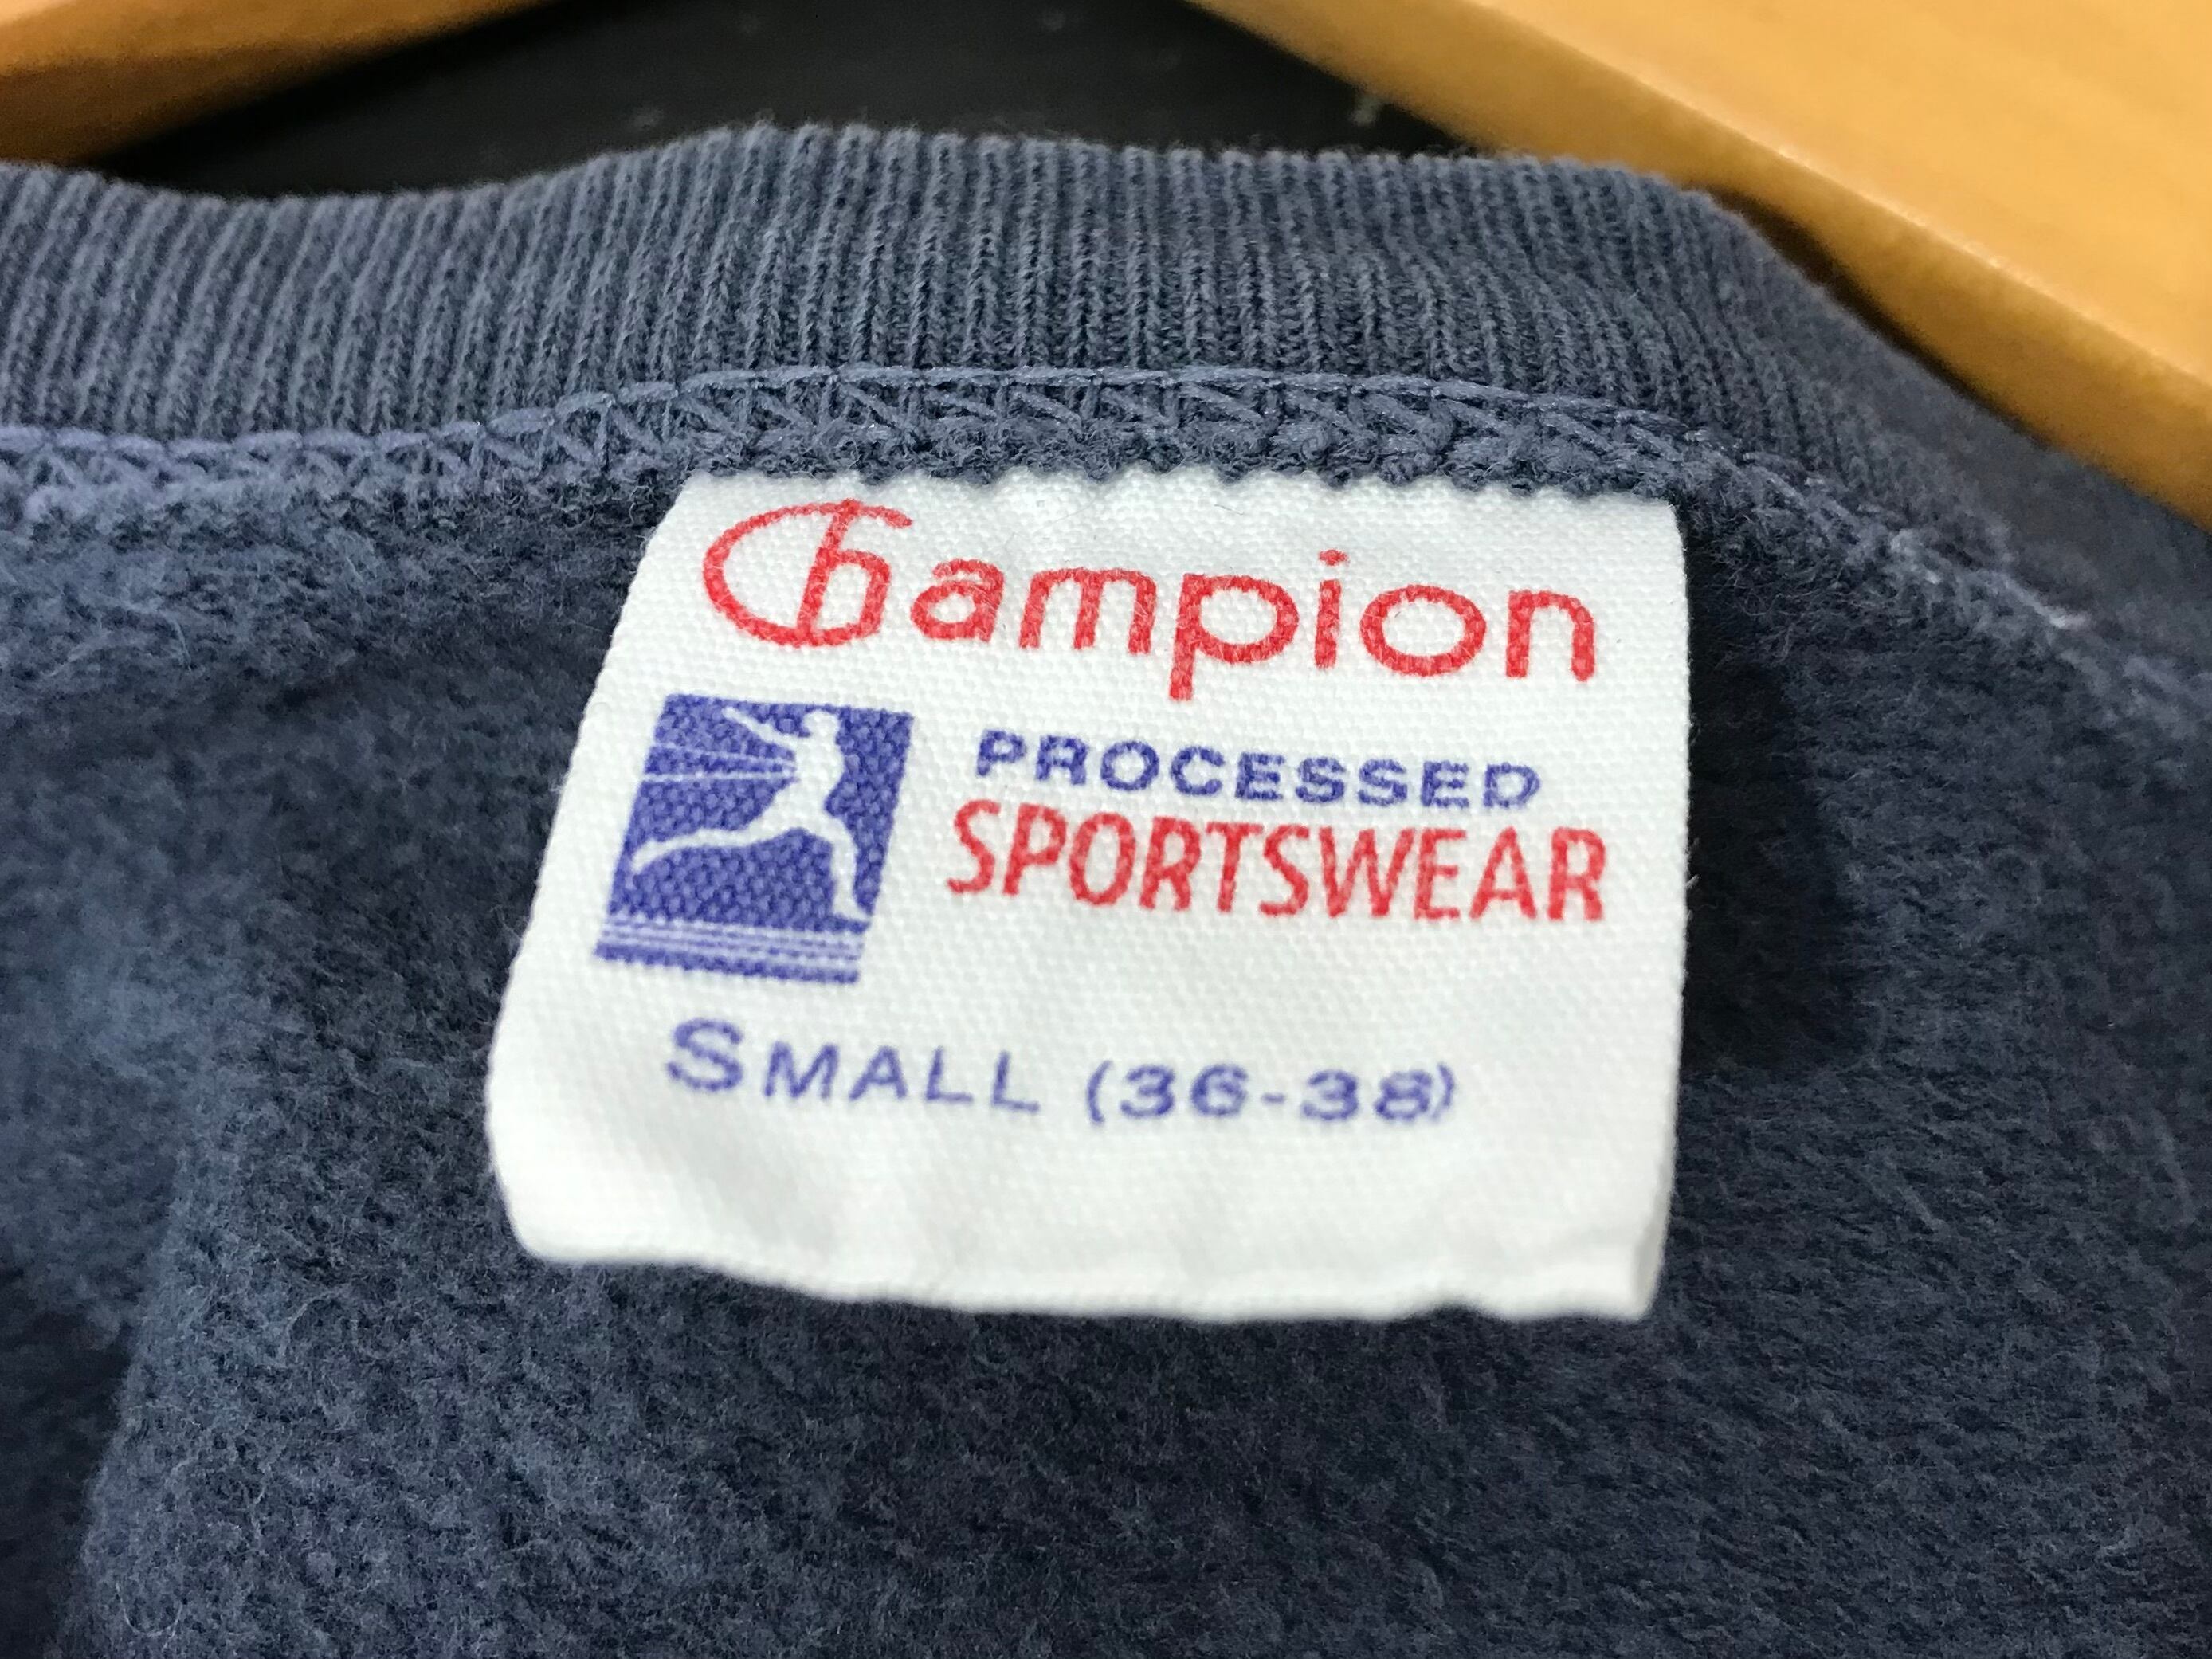 Champion
PROCESSED
SPORTSWEAR
SMALL (36-38)